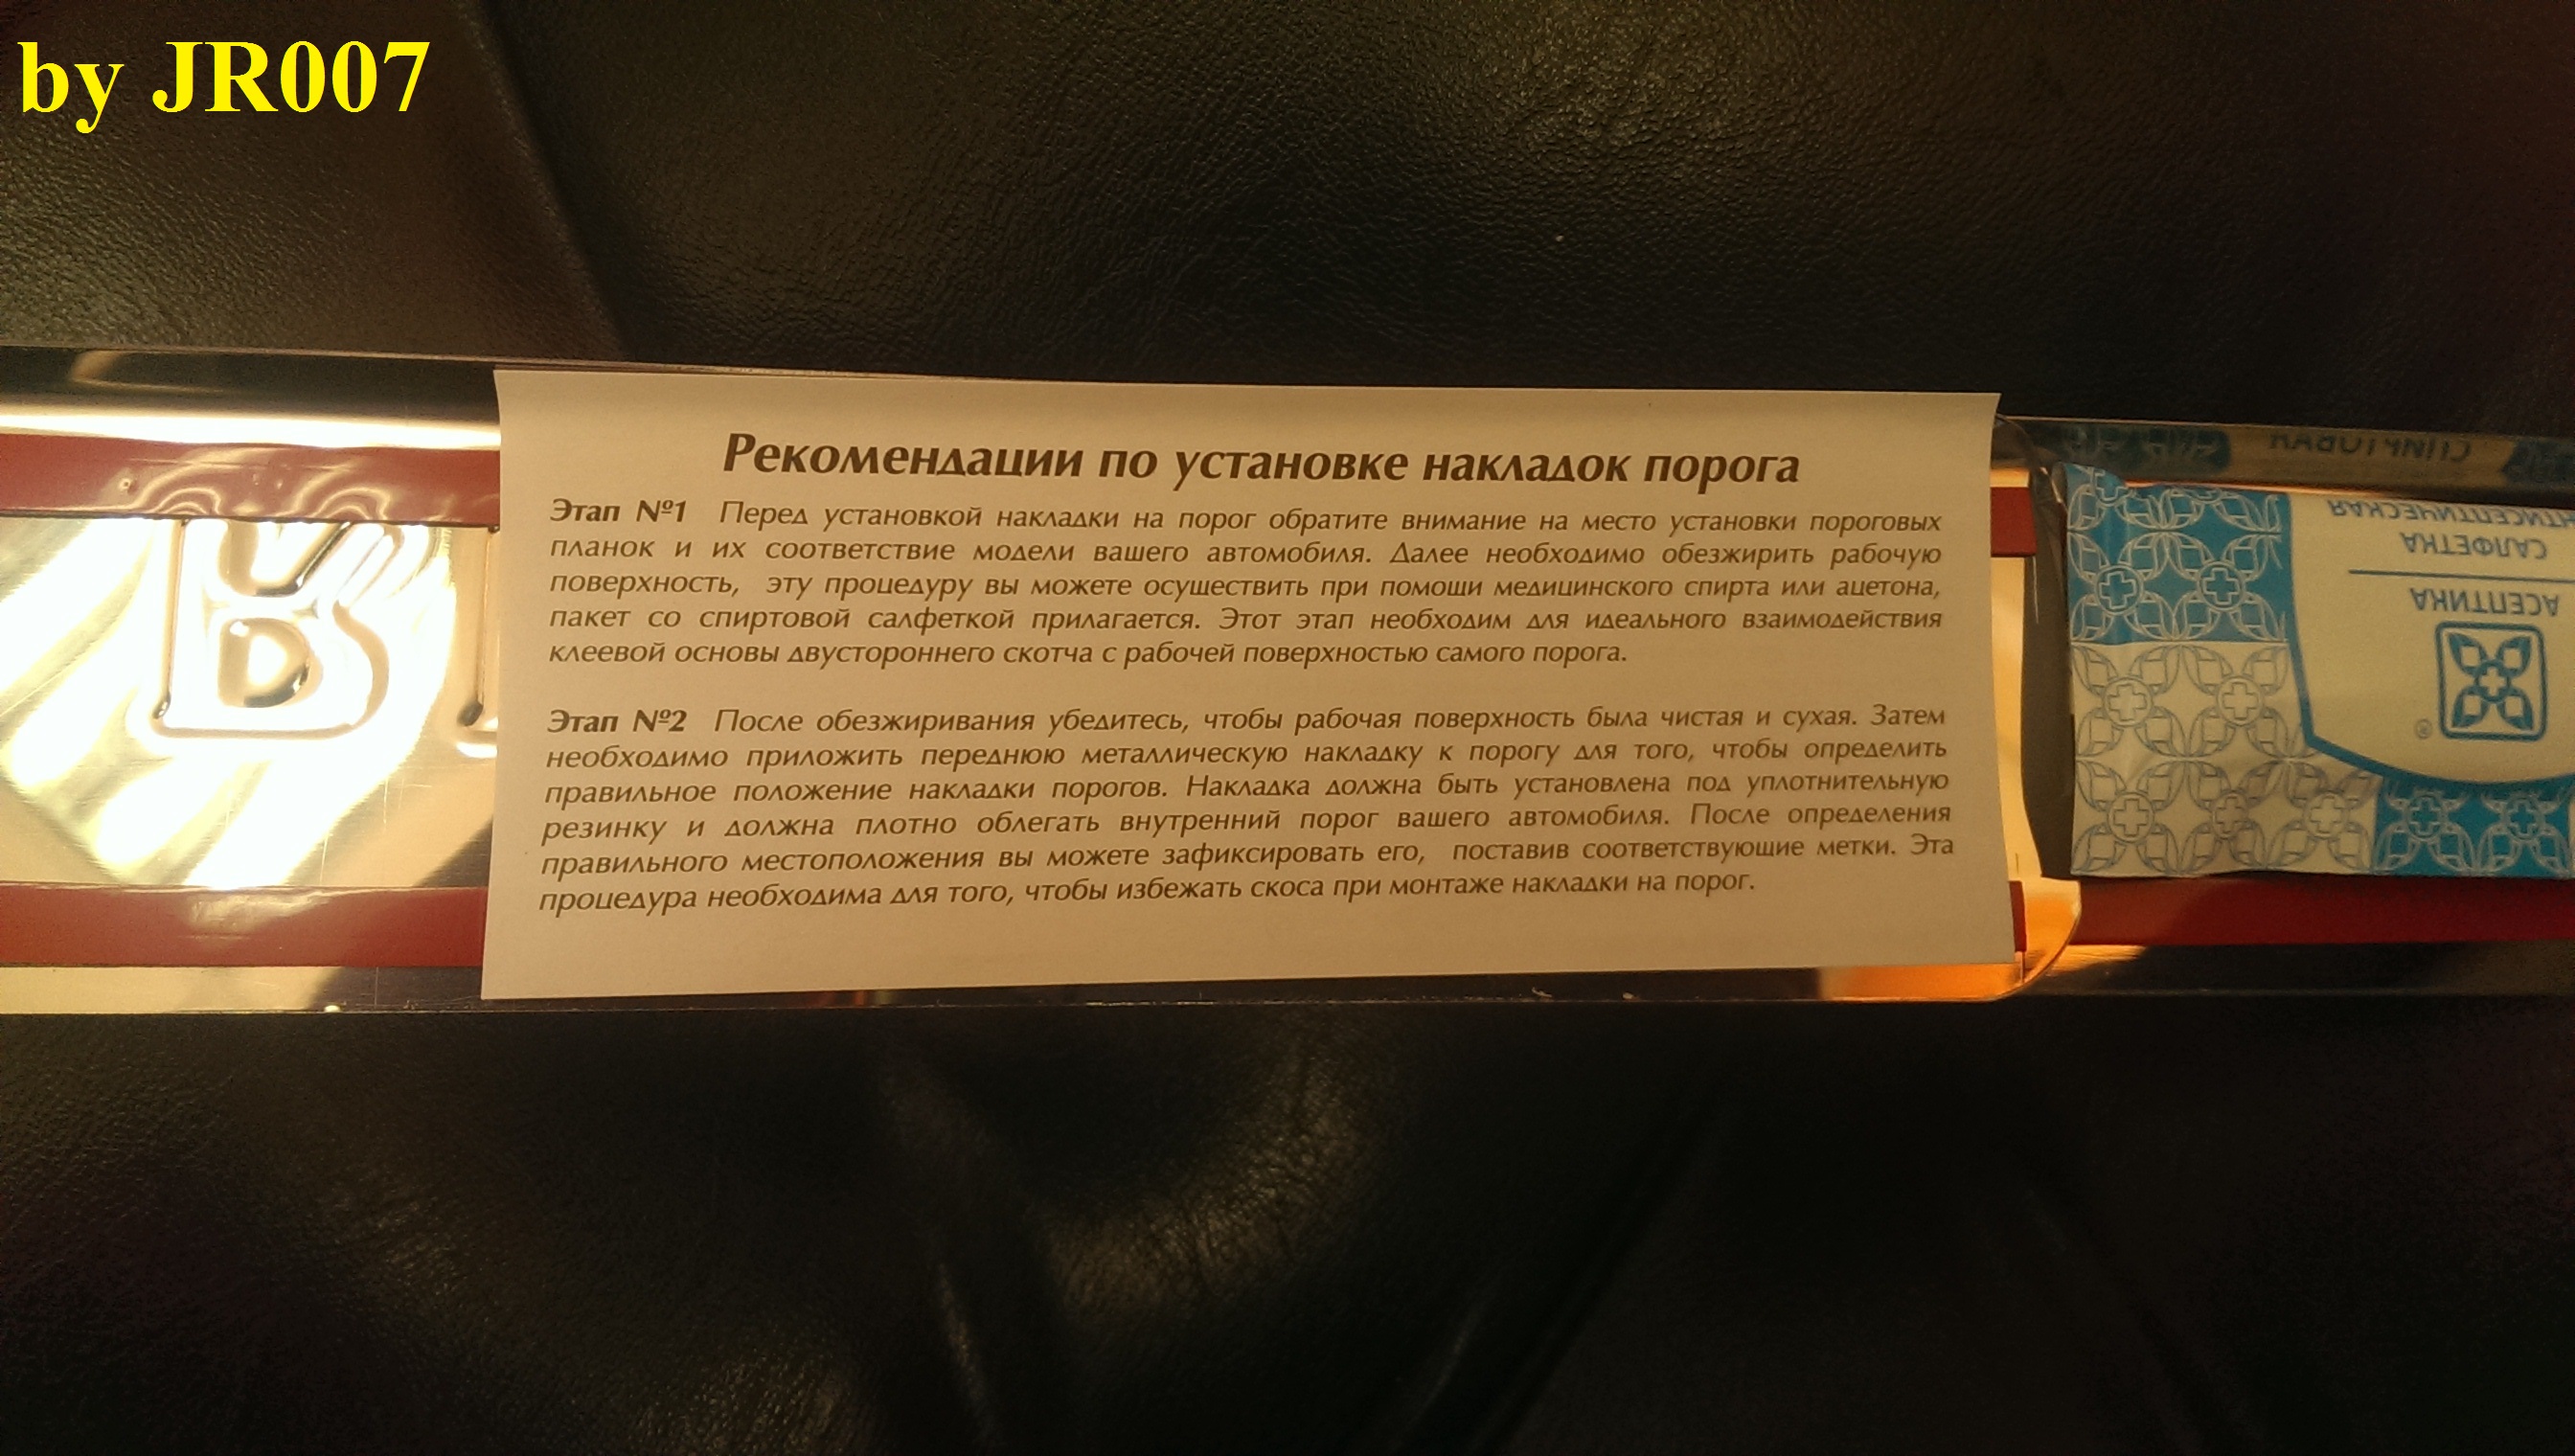 by JR007
Рекомендации по установке накладок порога
Этап №1 Перед установкой накладки на порог обратите внимание на место установки пороговых
планок и их соответствие модели вашего автомобиля. Далее необходимо обезжирить рабочую
поверхность, эту процедуру вы можете осуществить при помощи медицинского спирта или ацетона,
пакет со спиртовой салфеткой прилагается. Этот этап необходим для идеального взаимодействия
клеевой основы двустороннего скотча с рабочей поверхностью самого порога.
Этап №2 После обезжиривания убедитесь, чтобы рабочая поверхность была чистая и сухая. Затем
необходимо приложить переднюю металлическую накладку к порогу для того, чтобы определить
правильное положение накладки порогов. Накладка должна быть установлена под уплотнительную
резинку и должна плотно облегать внутренний порог вашего автомобиля. После определения
правильного местоположения вы можете зафиксировать его, поставив соответствующие метки. Эта
процедура необходима для того, чтобы избежать скоса при монтаже накладки на порог.
АСЕПТИКА
САЛФЕТКА
СПИРТОВАЯ